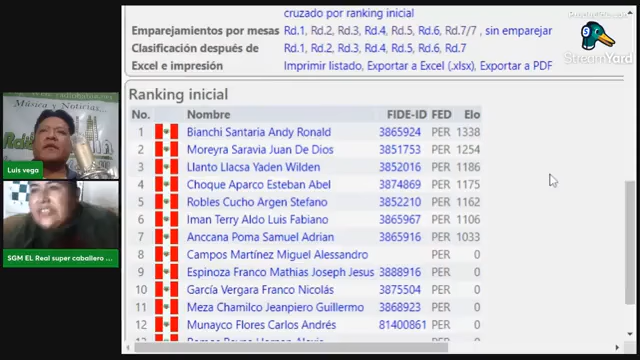 cruzado por ranking inicial
Emparejamientos por mesas Rd.1, Rd.2, Rd.3, Rd.4, Rd.5, Rd.6, Rd.7/7 , sin emparejar
Clasificación después de Rd.1, Rd.2, Rd.3, Rd.4, Rd.5, Rd.6, Rd.7
Excel e impresión Imprimir listado, Exportar a Excel (.xlsx), Exportar a PDF
StreamYard
Ranking inicial
No. Nombre FIDE-ID FED Elo
1 Bianchi Santaria Andy Ronald 3865924 PER 1338
2 Moreyra Saravia Juan De Dios 3851753 PER 1254
3 Llanto Llacsa Yaden Wilden 3852016 PER 1186
4 Choque Aparco Esteban Abel 3874869 PER 1175
5 Robles Cucho Argen Stefano 3852210 PER 1162
6 Iman Terry Aldo Luis Fabiano 3865967 PER 1106
7 Anccana Poma Samuel Adrian 3865916 PER 1033
8 Campos Martínez Miguel Alessandro PER 0
9 Espinoza Franco Mathias Joseph Jesus 3888916 PER 0
10 García Vergara Franco Nicolás 3875504 PER 0
11 Meza Chamilco Jeanpiero Guillermo 3868923 PER 0
12 Munayco Flores Carlos Andrés 81400861 PER 0
Música y Noticias...
Luis vega
SGM EL Real super caballero ...